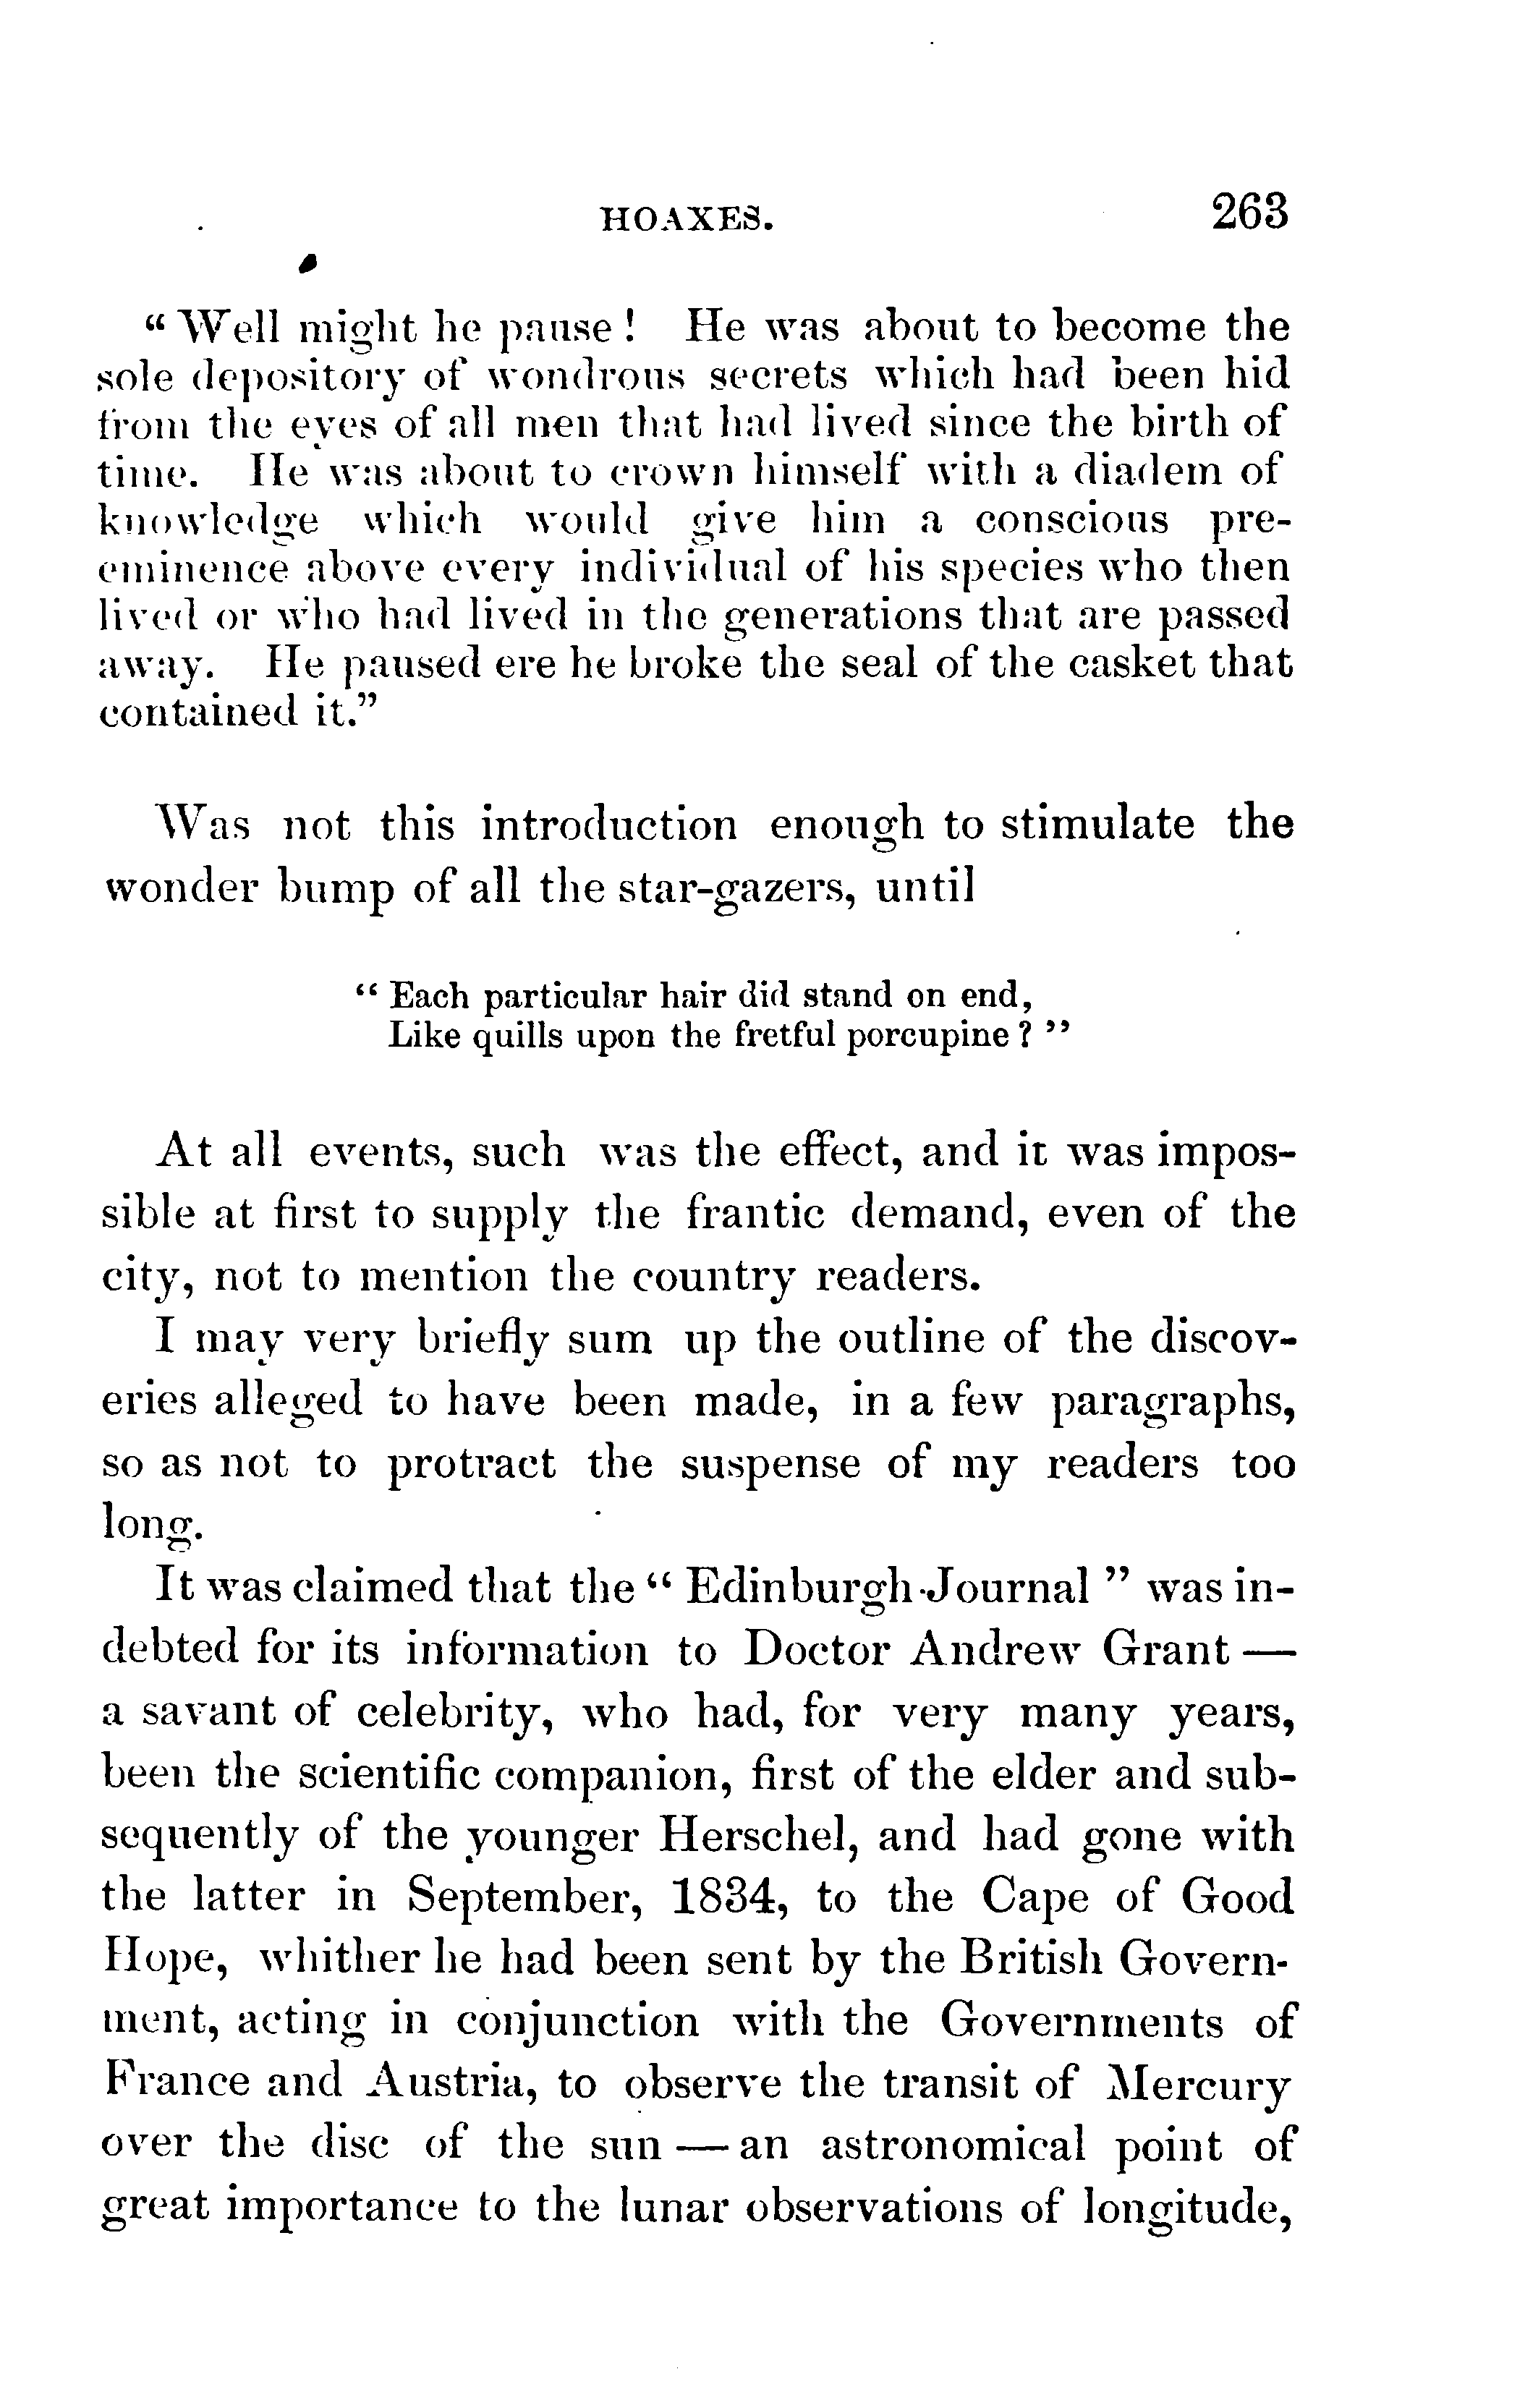 HOAXES. 263
“ Well might he pause ! He was about to become the
sole depository of wondrous secrets which had been hid
from the eyes of all men that had lived since the birth of
time. He was about to crown himself with a diadem of
knowledge which would give him a conscious pre-
eminence above every individual of his species who then
lived or who had lived in the generations that are passed
away. He paused ere he broke the seal of the casket that
contained it.”
Was not this introduction enough to stimulate the
wonder bump of all the star-gazers, until
“ Each particular hair did stand on end,
Like quills upon the fretful porcupine ? ”
At all events, such was the effect, and it was impos-
sible at first to supply the frantic demand, even of the
city, not to mention the country readers.
I may very briefly sum up the outline of the discov-
eries alleged to have been made, in a few paragraphs,
so as not to protract the suspense of my readers too
long.
It was claimed that the “ Edinburgh Journal ” was in-
debted for its information to Doctor Andrew Grant —
a savant of celebrity, who had, for very many years,
been the scientific companion, first of the elder and sub-
sequently of the younger Herschel, and had gone with
the latter in September, 1834, to the Cape of Good
Hope, whither he had been sent by the British Govern-
ment, acting in conjunction with the Governments of
France and Austria, to observe the transit of Mercury
over the disc of the sun — an astronomical point of
great importance to the lunar observations of longitude,